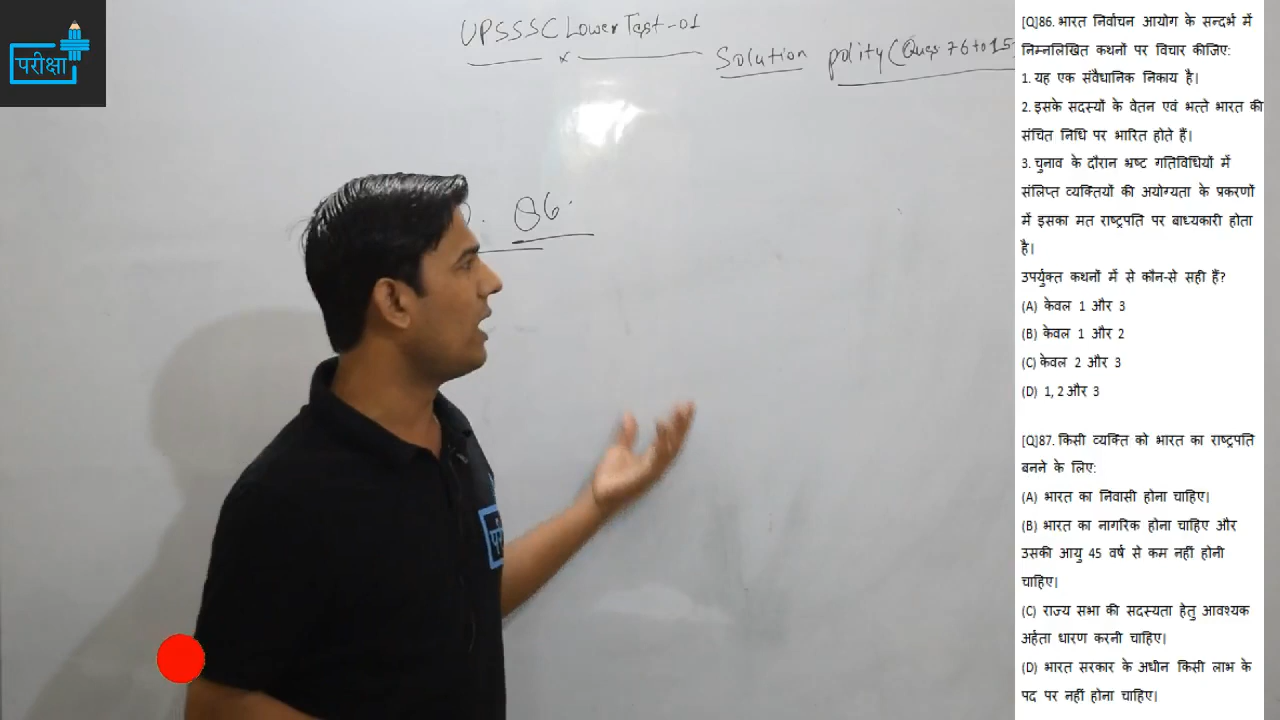 परीक्षा
UPSSSC Lower Test-01
x
Solution polity (Ques 76 to 15
86.
[Q]86. भारत निर्वाचन आयोग के सन्दर्भ में
निम्नलिखित कथनों पर विचार कीजिए:
1. यह एक संवैधानिक निकाय है।
2. इसके सदस्यों के वेतन एवं भत्ते भारत की
संचित निधि पर भारित होते हैं।
3. चुनाव के दौरान भ्रष्ट गतिविधियों में
संलिप्त व्यक्तियों की अयोग्यता के प्रकरणों
में इसका मत राष्ट्रपति पर बाध्यकारी होता
है।
उपर्युक्त कथनों में से कौन-से सही हैं?
(A) केवल 1 और 3
(B) केवल 1 और 2
(C) केवल 2 और 3
(D) 1, 2 और 3
[Q]87. किसी व्यक्ति को भारत का राष्ट्रपति
बनने के लिए:
(A) भारत का निवासी होना चाहिए।
(B) भारत का नागरिक होना चाहिए और
उसकी आयु 45 वर्ष से कम नहीं होनी
चाहिए।
(C) राज्य सभा की सदस्यता हेतु आवश्यक
अर्हता धारण करनी चाहिए।
(D) भारत सरकार के अधीन किसी लाभ के
पद पर नहीं होना चाहिए।